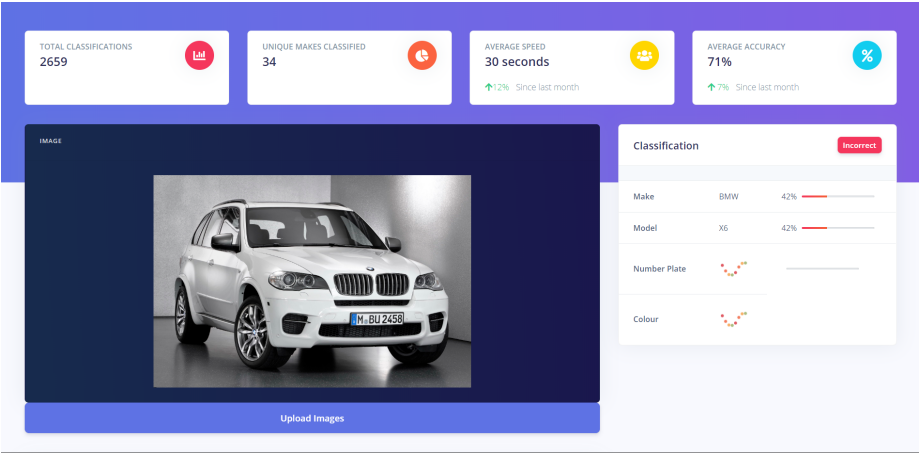 TOTAL CLASSIFICATIONS
2659
UNIQUE MAKES CLASSIFIED
34
AVERAGE SPEED
30 seconds
12% Since last month
AVERAGE ACCURACY
71%
7% Since last month
IMAGE
M BU 2458
Upload Images
Classification Incorrect
Make BMW 42%
Model X6 42%
Number Plate
Colour